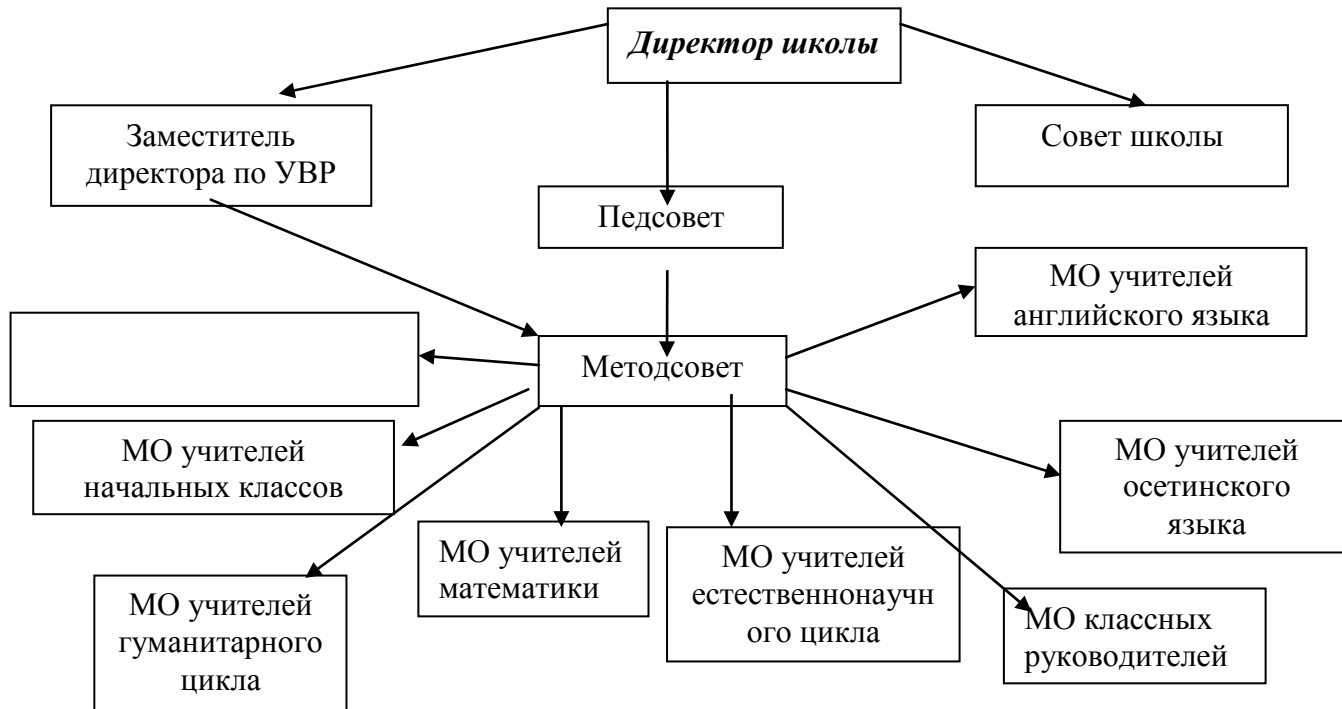 Директор школы
Заместитель
директора по УВР
Совет школы
Педсовет
МО учителей
английского языка
Методсовет
МО учителей
начальных классов
МО учителей
осетинского
языка
МО учителей
математики
МО учителей
естественнонаучн
ого цикла
МО учителей
гуманитарного
цикла
МО классных
руководителей